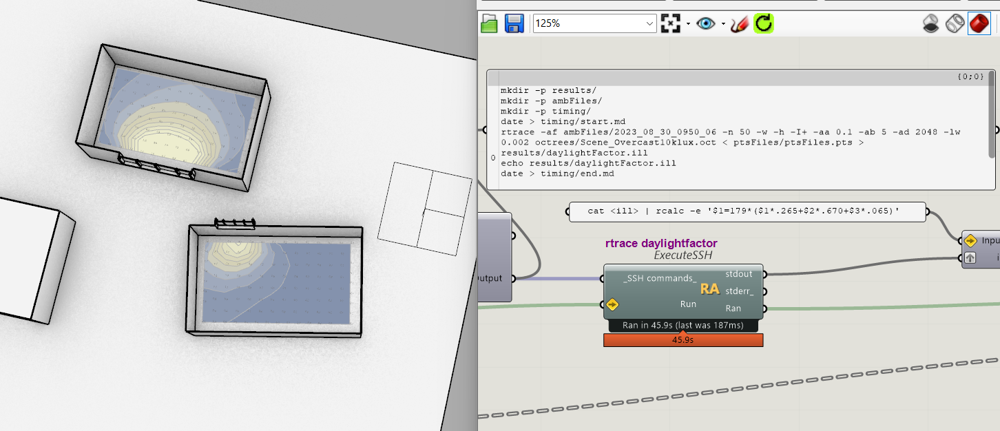 125%
{0;0}
mkdir -p results/
mkdir -p ambFiles/
mkdir -p timing/
date > timing/start.md
rtrace -af ambFiles/2023_08_30_0950_06 -n 50 -w -h -I+ -aa 0.1 -ab 5 -ad 2048 -lw
0.002 octrees/Scene_Overcast10klux.oct < ptsFiles/ptsFiles.pts >
results/daylightFactor.ill
0
echo results/daylightFactor.ill
date > timing/end.md
cat <ill> | rcalc -e '$1=179*($1*.265+$2*.670+$3*.065)'
rtrace daylightfactor
ExecuteSSH
Inpu
utput
_SSH commands_
RA
stdout
stderr_
Run
Ran
Ran in 45.9s (last was 187ms)
45.9s